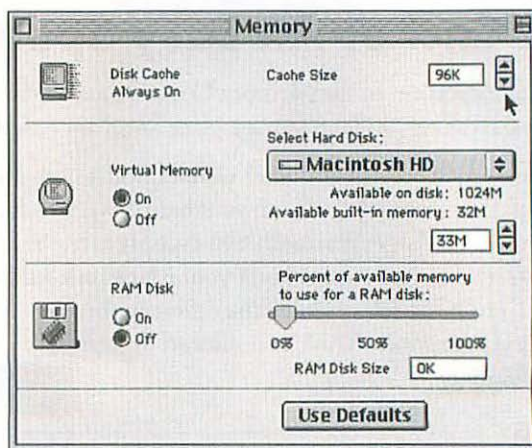 Memory
Disk Cache
Always On
Cache Size
96K
Select Hard Disk:
Macintosh HD
Virtual Memory
On
Off
Available on disk: 1024M
Available built-in memory: 32M
33M
RAM Disk
On
Off
Percent of available memory
to use for a RAM disk:
0% 50% 100%
RAM Disk Size 0K
Use Defaults